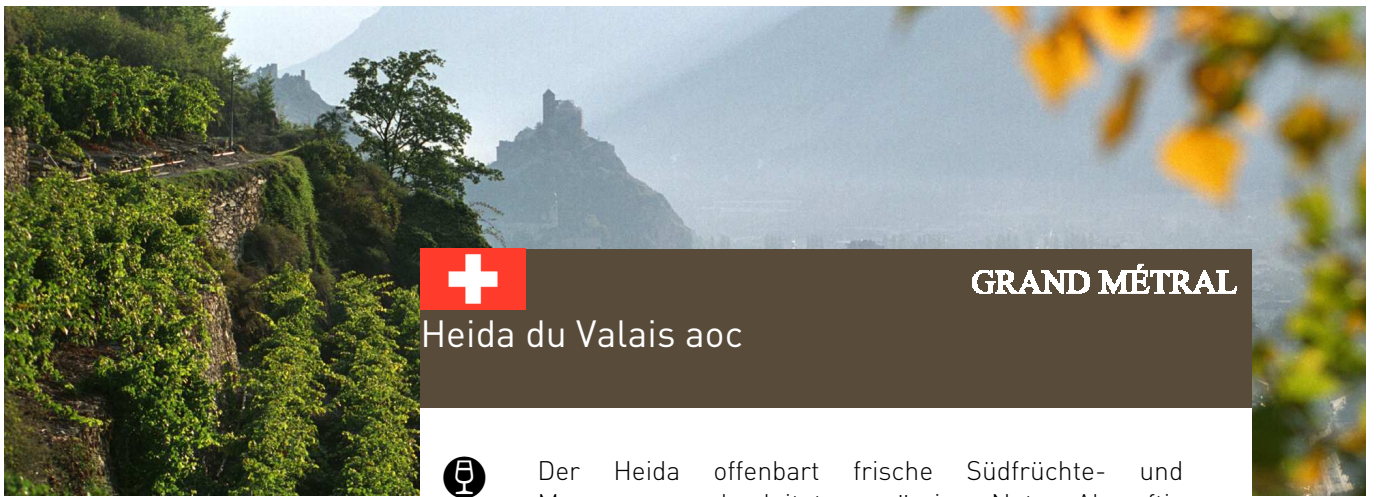 GRAND MÉTRAL
Heida du Valais aoc
Der Heida offenbart frische Südfrüchte- und